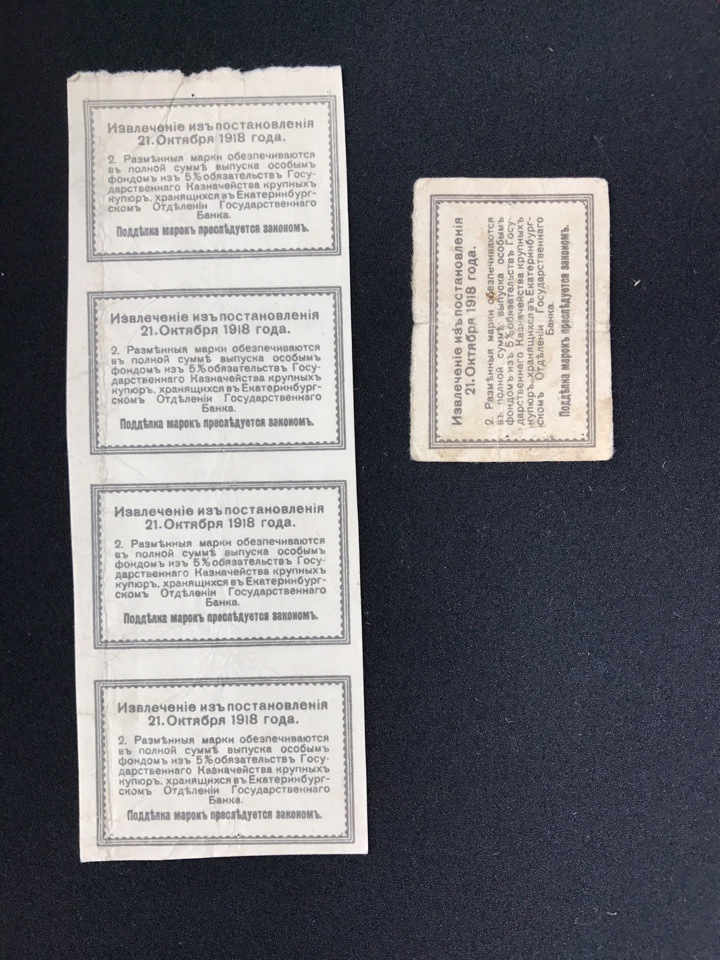 Извлеченіе изъ постановленія
21. Октября 1918 года.
2. Размѣнныя марки обезпечиваются
въ полной суммѣ выпуска особымъ
фондомъ изъ 5% обязательствъ Госу-
дарственнаго Казначейства крупныхъ
купюръ, хранящихся въ Екатеринбург-
скомъ Отдѣленіи Государственнаго
Банка.
Поддѣлка марокъ преслѣдуется закономъ.
Извлеченіе изъ постановленія
21. Октября 1918 года.
2. Размѣнныя марки обезпечиваются
въ полной суммѣ выпуска особымъ
фондомъ изъ 5% обязательствъ Госу-
дарственнаго Казначейства крупныхъ
купюръ, хранящихся въ Екатеринбург-
скомъ Отдѣленіи Государственнаго
Банка.
Поддѣлка марокъ преслѣдуется закономъ.
Извлеченіе изъ постановленія
21. Октября 1918 года.
2. Размѣнныя марки обезпечиваются
въ полной суммѣ выпуска особымъ
фондомъ изъ 5% обязательствъ Госу-
дарственнаго Казначейства крупныхъ
купюръ, хранящихся въ Екатеринбург-
скомъ Отдѣленіи Государственнаго
Банка.
Поддѣлка марокъ преслѣдуется закономъ.
Извлеченіе изъ постановленія
21. Октября 1918 года.
2. Размѣнныя марки обезпечиваются
въ полной суммѣ выпуска особымъ
фондомъ изъ 5% обязательствъ Госу-
дарственнаго Казначейства крупныхъ
купюръ, хранящихся въ Екатеринбург-
скомъ Отдѣленіи Государственнаго
Банка.
Поддѣлка марокъ преслѣдуется закономъ.
Извлеченіе изъ постановленія
21. Октября 1918 года.
2. Размѣнныя марки обезпечиваются
въ полной суммѣ выпуска особымъ
фондомъ изъ 5% обязательствъ Госу-
дарственнаго Казначейства крупныхъ
купюръ, хранящихся въ Екатеринбург-
скомъ Отдѣленіи Государственнаго
Банка.
Поддѣлка марокъ преслѣдуется закономъ.